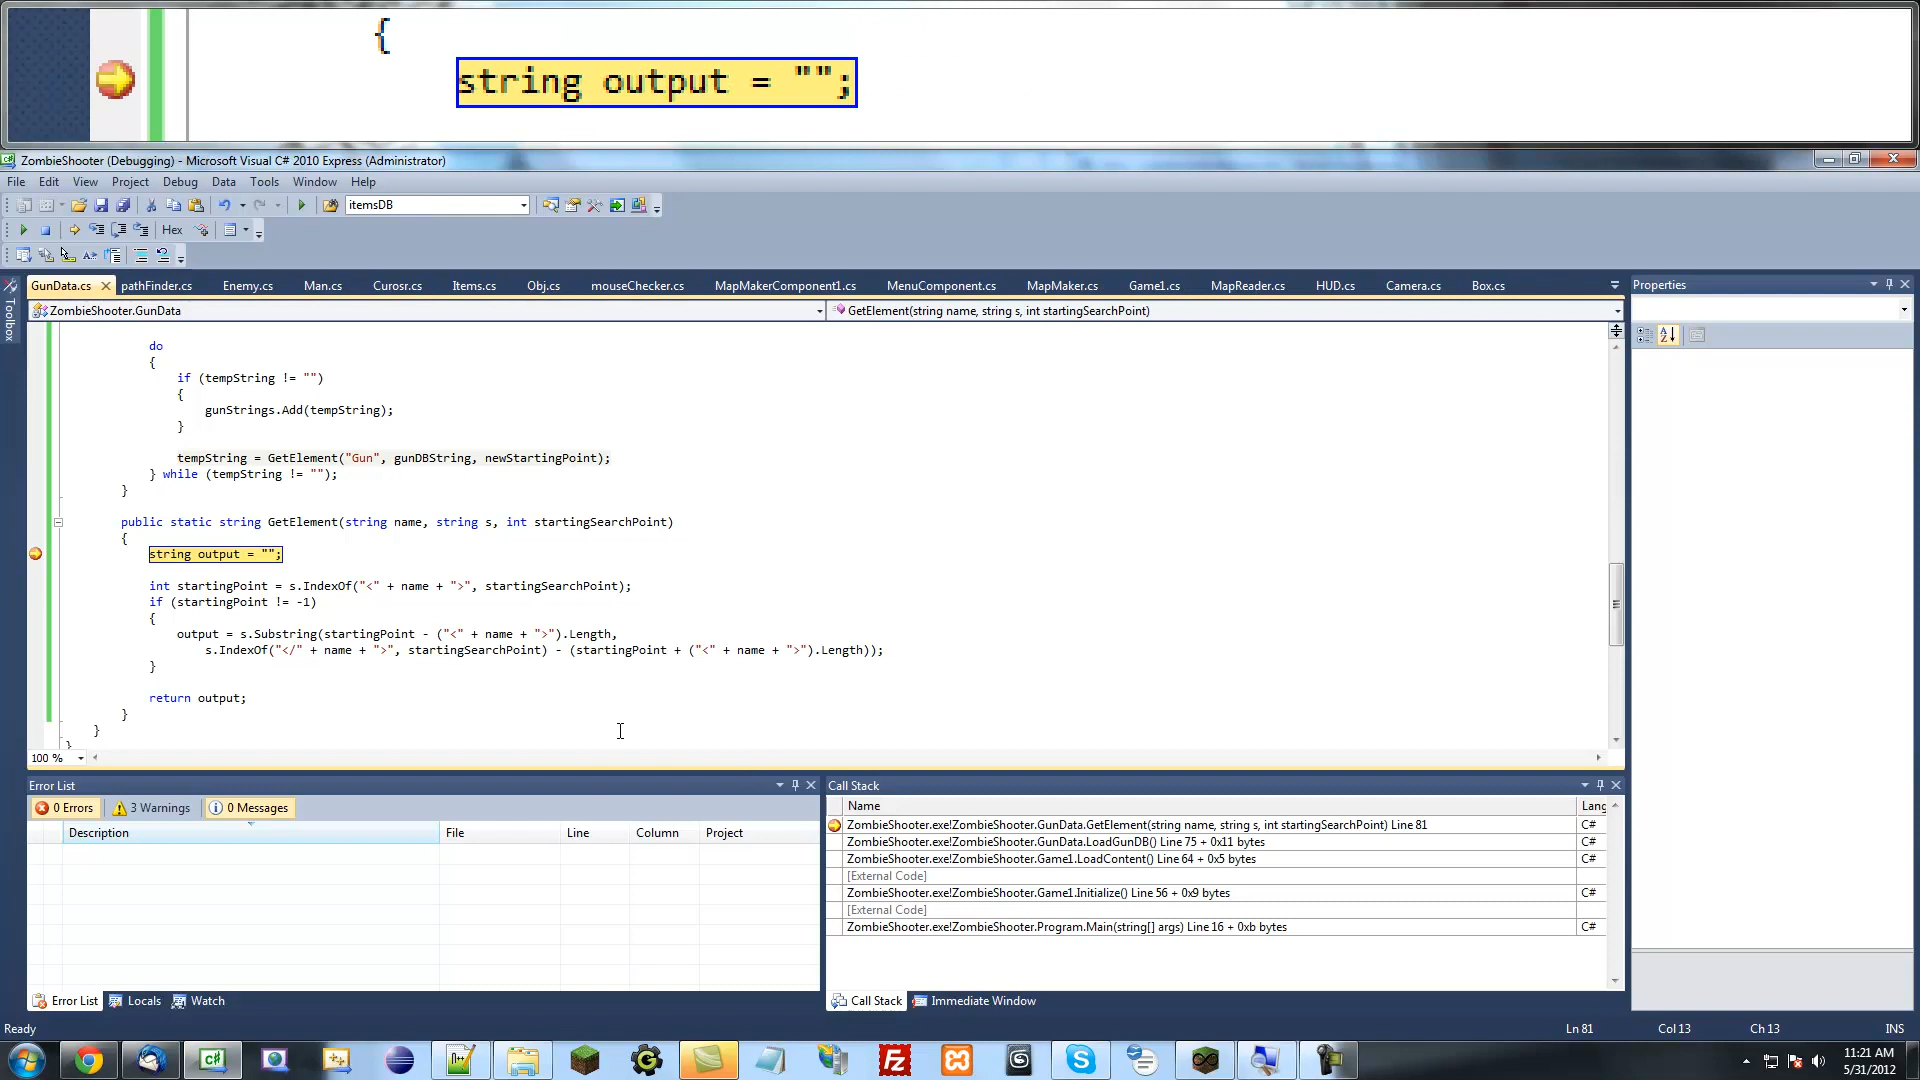 {
string output = "";
ZombieShooter (Debugging) - Microsoft Visual C# 2010 Express (Administrator)
File Edit View Project Debug Data Tools Window Help
itemsDB
Hex
GunData.cs pathFinder.cs Enemy.cs Man.cs Curosr.cs Items.cs Obj.cs mouseChecker.cs MapMakerComponent1.cs MenuComponent.cs MapMaker.cs Game1.cs MapReader.cs HUD.cs Camera.cs Box.cs
Properties
Toolbox
ZombieShooter.GunData
GetElement(string name, string s, int startingSearchPoint)
do
{
if (tempString != "")
{
gunStrings.Add(tempString);
}
tempString = GetElement("Gun", gunDBString, newStartingPoint);
} while (tempString != "");
}
public static string GetElement(string name, string s, int startingSearchPoint)
{
string output = "";
int startingPoint = s.IndexOf("<" + name + ">", startingSearchPoint);
if (startingPoint != -1)
{
output = s.Substring(startingPoint - ("<" + name + ">").Length,
s.IndexOf("</" + name + ">", startingSearchPoint) - (startingPoint + ("<" + name + ">").Length));
}
return output;
}
}
}
100 %
Error List
0 Errors 3 Warnings 0 Messages
Description File Line Column Project
Error List Locals Watch
Call Stack
Name Lang
ZombieShooter.exe!ZombieShooter.GunData.GetElement(string name, string s, int startingSearchPoint) Line 81 C#
ZombieShooter.exe!ZombieShooter.GunData.LoadGunDB() Line 75 + 0x11 bytes C#
ZombieShooter.exe!ZombieShooter.Game1.LoadContent() Line 64 + 0x5 bytes C#
[External Code]
ZombieShooter.exe!ZombieShooter.Game1.Initialize() Line 56 + 0x9 bytes C#
[External Code]
ZombieShooter.exe!ZombieShooter.Program.Main(string[] args) Line 16 + 0xb bytes C#
Call Stack Immediate Window
Ready Ln 81 Col 13 Ch 13 INS
11:21 AM
5/31/2012